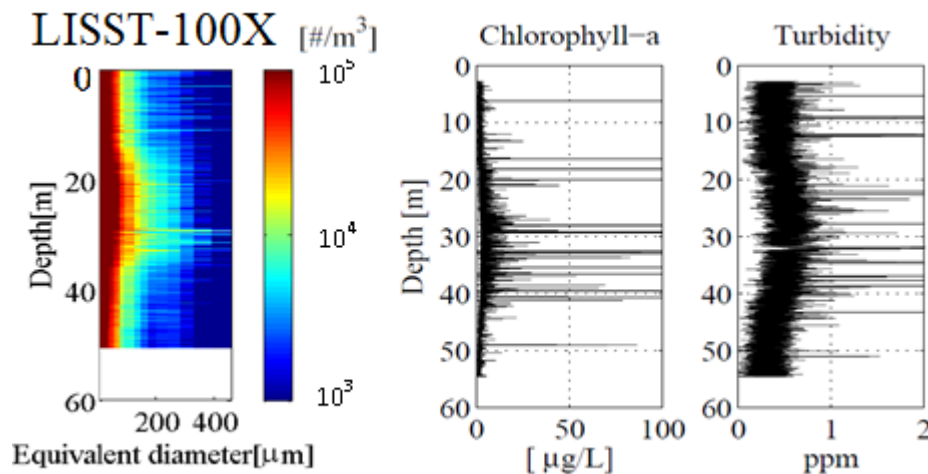 LISST-100X [#/m³]
0
20
40
60
Depth[m]
200 400
Equivalent diameter[μm]
10⁵
10⁴
10³
Chlorophyll-a
0
10
20
30
40
50
60
Depth [m]
0 50 100
[ μg/L]
Turbidity
0
10
20
30
40
50
60
0 1 2
ppm